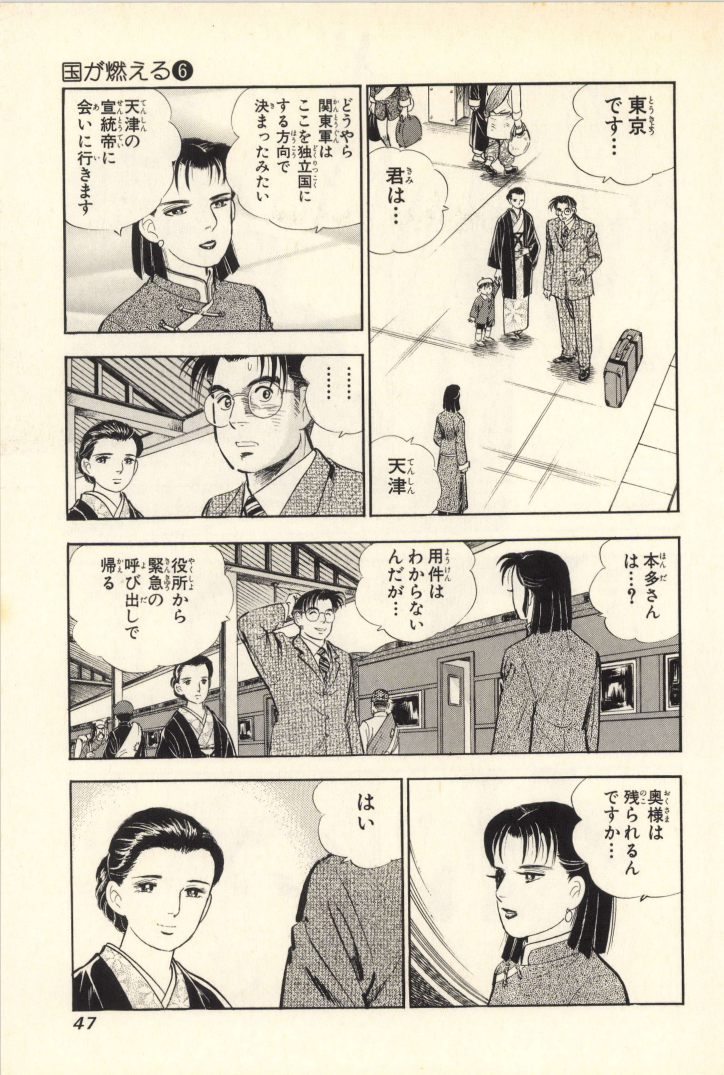 国が燃える❻
東京
です…
君は…
天津
どうやら
関東軍は
ここを独立国に
する方向で
決まったみたい
天津の
宣統帝に
会いに行きます
……
……
本多さん
は…?
用件は
わからない
んだが…
役所から
緊急の
呼び出しで
帰る
奥様は
残られるん
ですか…
はい
47